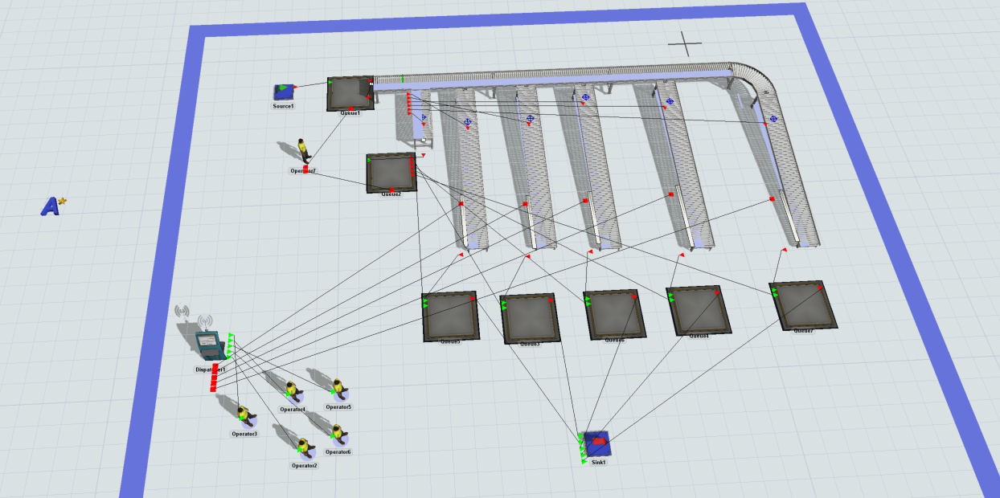 Source1
Queue1
Operator7
Queue2
Queue5
Queue3
Queue6
Queue4
Queue7
Dispatcher1
Operator4
Operator5
Operator3
Operator6
Operator2
Sink1